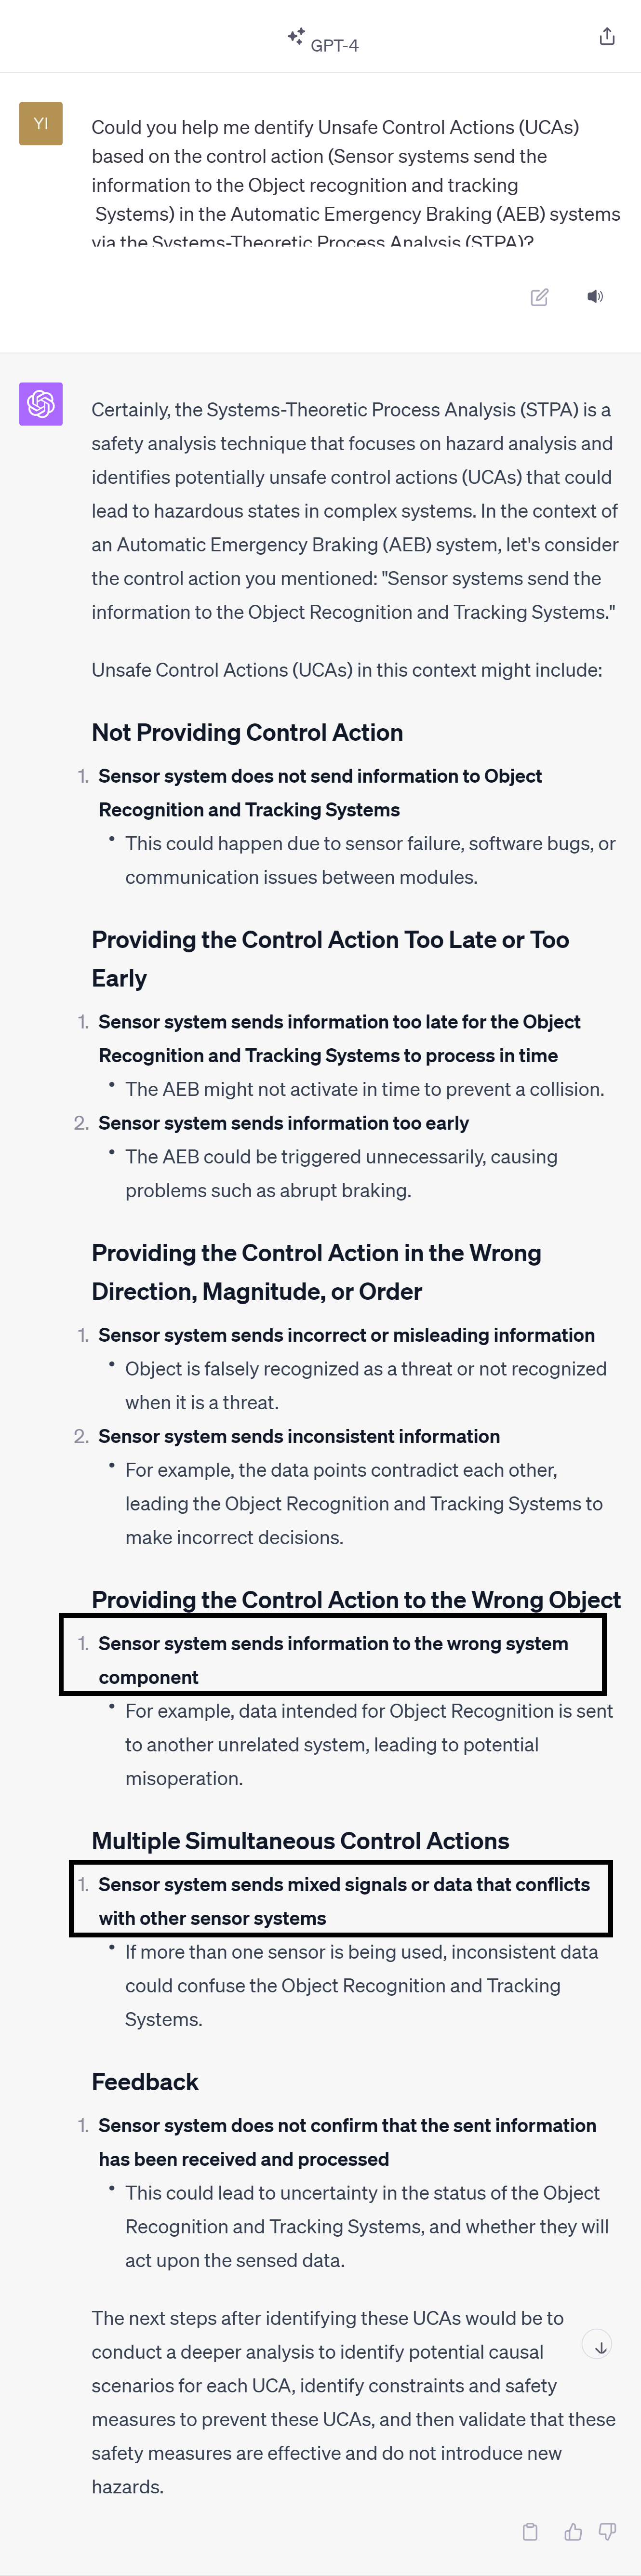 GPT-4
YI
Could you help me dentify Unsafe Control Actions (UCAs)
based on the control action (Sensor systems send the
information to the Object recognition and tracking
Systems) in the Automatic Emergency Braking (AEB) systems
via the Systems-Theoretic Process Analysis (STPA)?
Certainly, the Systems-Theoretic Process Analysis (STPA) is a
safety analysis technique that focuses on hazard analysis and
identifies potentially unsafe control actions (UCAs) that could
lead to hazardous states in complex systems. In the context of
an Automatic Emergency Braking (AEB) system, let's consider
the control action you mentioned: "Sensor systems send the
information to the Object Recognition and Tracking Systems."
Unsafe Control Actions (UCAs) in this context might include:
Not Providing Control Action
1. Sensor system does not send information to Object
Recognition and Tracking Systems
• This could happen due to sensor failure, software bugs, or
communication issues between modules.
Providing the Control Action Too Late or Too
Early
1. Sensor system sends information too late for the Object
Recognition and Tracking Systems to process in time
• The AEB might not activate in time to prevent a collision.
2. Sensor system sends information too early
• The AEB could be triggered unnecessarily, causing
problems such as abrupt braking.
Providing the Control Action in the Wrong
Direction, Magnitude, or Order
1. Sensor system sends incorrect or misleading information
• Object is falsely recognized as a threat or not recognized
when it is a threat.
2. Sensor system sends inconsistent information
• For example, the data points contradict each other,
leading the Object Recognition and Tracking Systems to
make incorrect decisions.
Providing the Control Action to the Wrong Object
1. Sensor system sends information to the wrong system
component
• For example, data intended for Object Recognition is sent
to another unrelated system, leading to potential
misoperation.
Multiple Simultaneous Control Actions
1. Sensor system sends mixed signals or data that conflicts
with other sensor systems
• If more than one sensor is being used, inconsistent data
could confuse the Object Recognition and Tracking
Systems.
Feedback
1. Sensor system does not confirm that the sent information
has been received and processed
• This could lead to uncertainty in the status of the Object
Recognition and Tracking Systems, and whether they will
act upon the sensed data.
The next steps after identifying these UCAs would be to
conduct a deeper analysis to identify potential causal
scenarios for each UCA, identify constraints and safety
measures to prevent these UCAs, and then validate that these
safety measures are effective and do not introduce new
hazards.